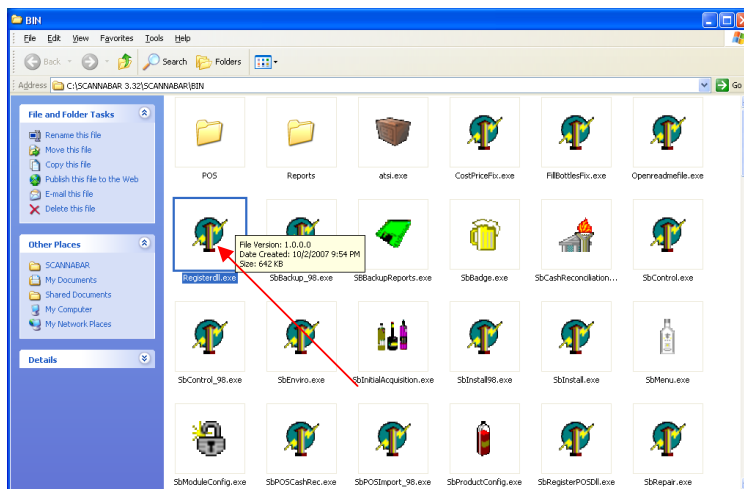 BIN
File Edit View Favorites Tools Help
Back Search Folders
Address C:\SCANNABAR 3.32\SCANNABAR\BIN Go
File and Folder Tasks
Rename this file
Move this file
Copy this file
Publish this file to the Web
E-mail this file
Delete this file
Other Places
SCANNABAR
My Documents
Shared Documents
My Computer
My Network Places
Details
POS Reports atsi.exe CostPriceFix.exe FillBottlesFix.exe Openreadmefile.exe
File Version: 1.0.0.0
Date Created: 10/2/2007 9:54 PM
Size: 642 KB
Registerdll.exe SbBackup_98.exe SBBackupReports.exe SbBadge.exe SbCashReconciliation... SbControl.exe
SbControl_98.exe SbEnviro.exe SbInitialAcquisition.exe SbInstall98.exe SbInstall.exe SbMenu.exe
SbModuleConfig.exe SbPOSCashRec.exe SbPOSImport_98.exe SbProductConfig.exe SbRegisterPOSDll.exe SbRepair.exe